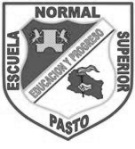 ESCUELA
NORMAL
SUPERIOR
EDUCACION Y PROGRESO
PASTO